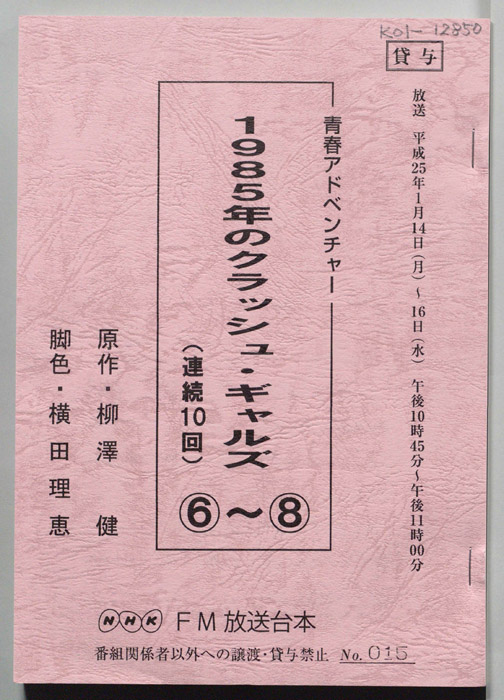 K01-12850
貸与
放送 平成25年1月14日(月)~16日(水) 午後10時45分~午後11時00分
青春アドベンチャー
1985年のクラッシュ・ギャルズ
(連続10回)
⑥~⑧
原作・柳澤 健
脚色・横田理恵
NHK FM放送台本
番組関係者以外への譲渡・貸与禁止 No. 015